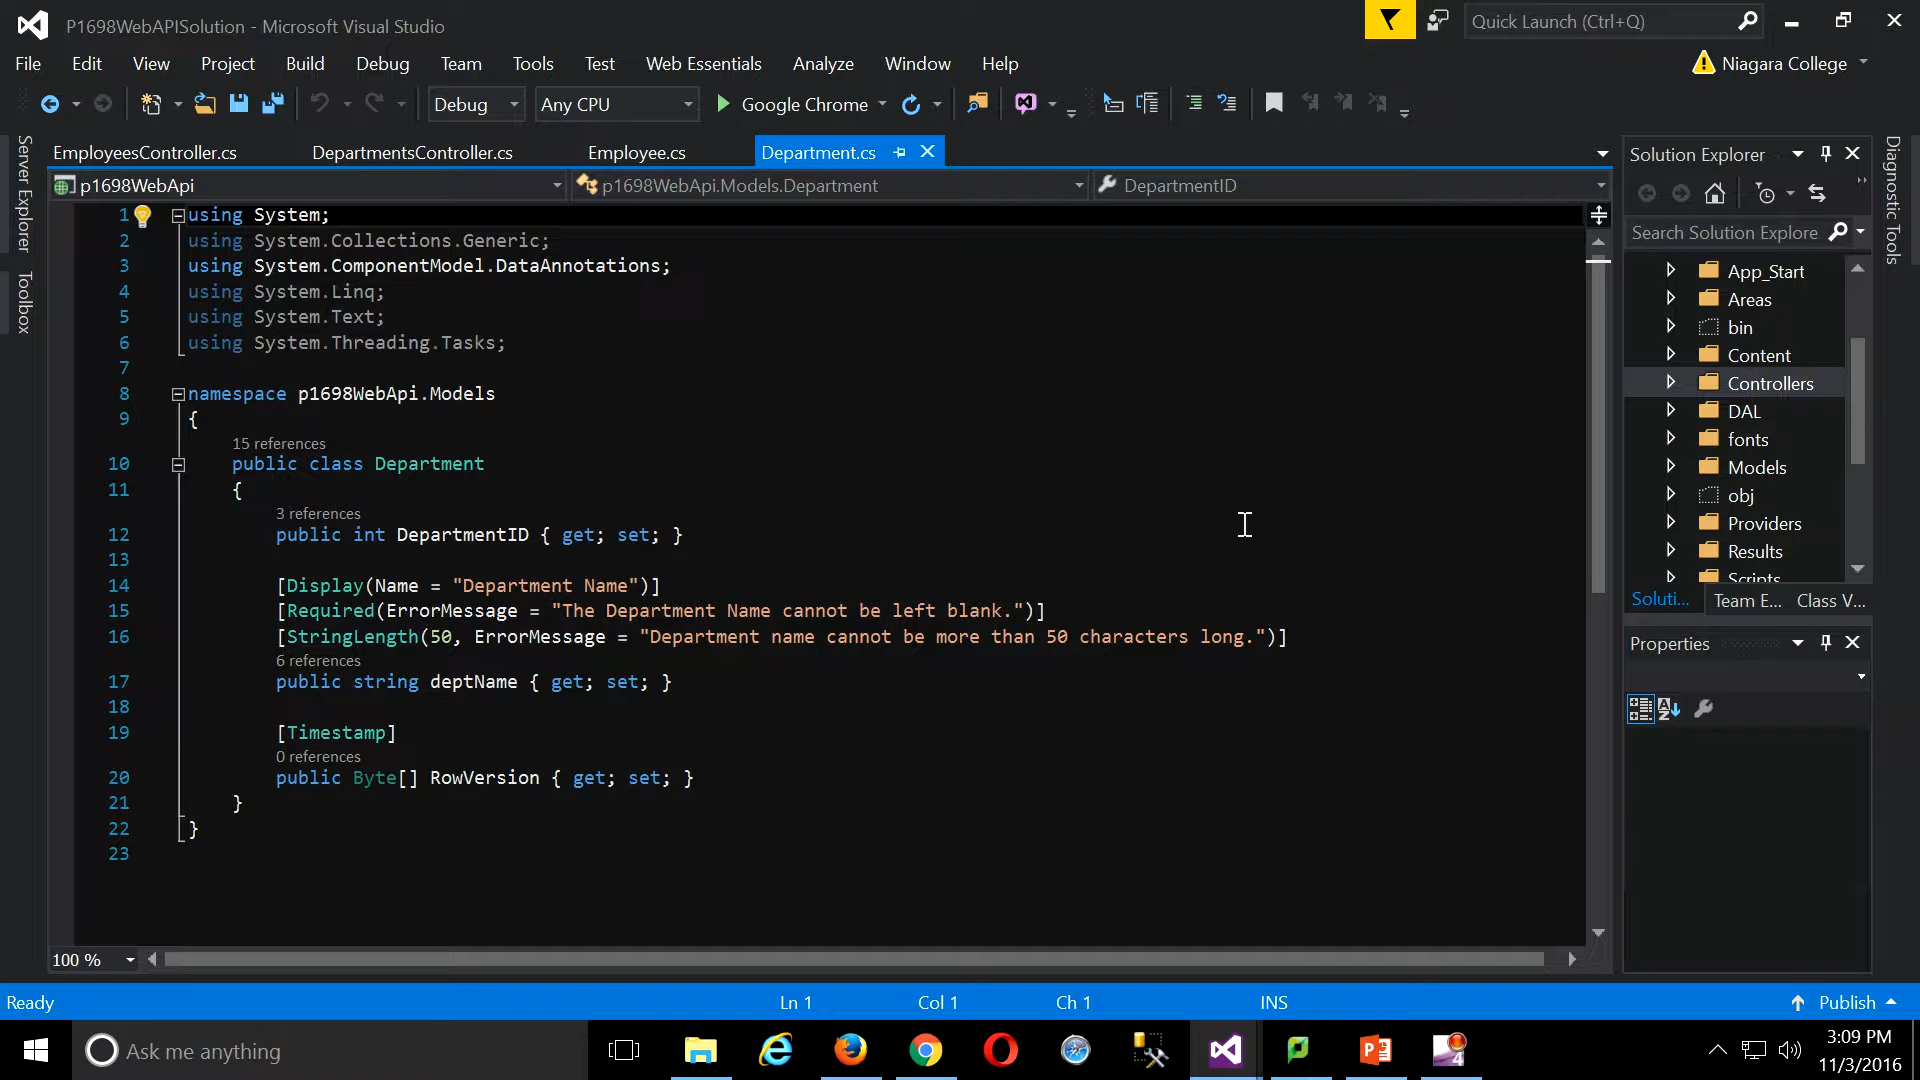 P1698WebAPISolution - Microsoft Visual Studio
Quick Launch (Ctrl+Q)
File Edit View Project Build Debug Team Tools Test Web Essentials Analyze Window Help
Niagara College
Debug Any CPU Google Chrome
Server Explorer
Toolbox
EmployeesController.cs DepartmentsController.cs Employee.cs Department.cs
p1698WebApi p1698WebApi.Models.Department DepartmentID
1 using System;
2 using System.Collections.Generic;
3 using System.ComponentModel.DataAnnotations;
4 using System.Linq;
5 using System.Text;
6 using System.Threading.Tasks;
7
8 namespace p1698WebApi.Models
9 {
15 references
10 public class Department
11 {
3 references
12 public int DepartmentID { get; set; }
13
14 [Display(Name = "Department Name")]
15 [Required(ErrorMessage = "The Department Name cannot be left blank.")]
16 [StringLength(50, ErrorMessage = "Department name cannot be more than 50 characters long.")]
6 references
17 public string deptName { get; set; }
18
19 [Timestamp]
0 references
20 public Byte[] RowVersion { get; set; }
21 }
22 }
23
100 %
Solution Explorer
Search Solution Explore
App_Start
Areas
bin
Content
Controllers
DAL
fonts
Models
obj
Providers
Results
Scripts
Soluti... Team E... Class V...
Properties
Diagnostic Tools
Ready Ln 1 Col 1 Ch 1 INS Publish
Ask me anything
3:09 PM
11/3/2016